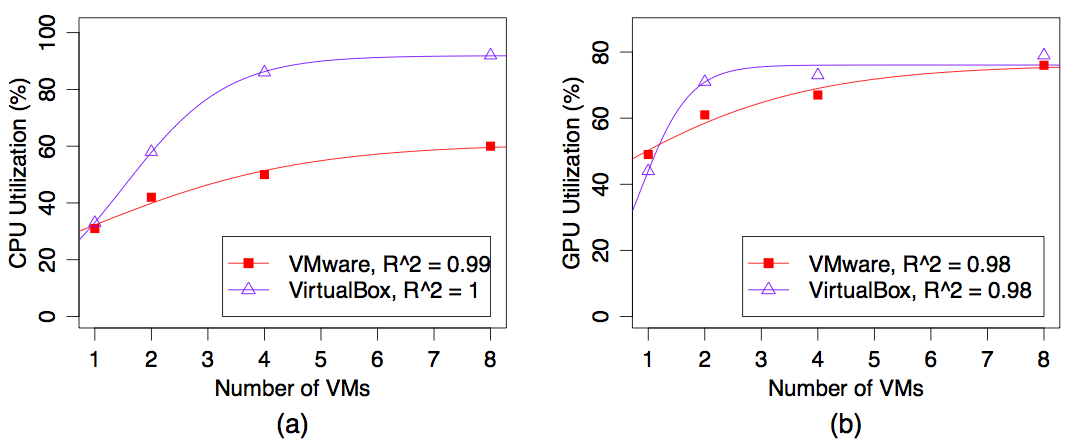 CPU Utilization (%)
100
80
60
40
20
0
VMware, R^2 = 0.99
VirtualBox, R^2 = 1
1 2 3 4 5 6 7 8
Number of VMs
(a)
GPU Utilization (%)
80
60
40
20
0
VMware, R^2 = 0.98
VirtualBox, R^2 = 0.98
1 2 3 4 5 6 7 8
Number of VMs
(b)